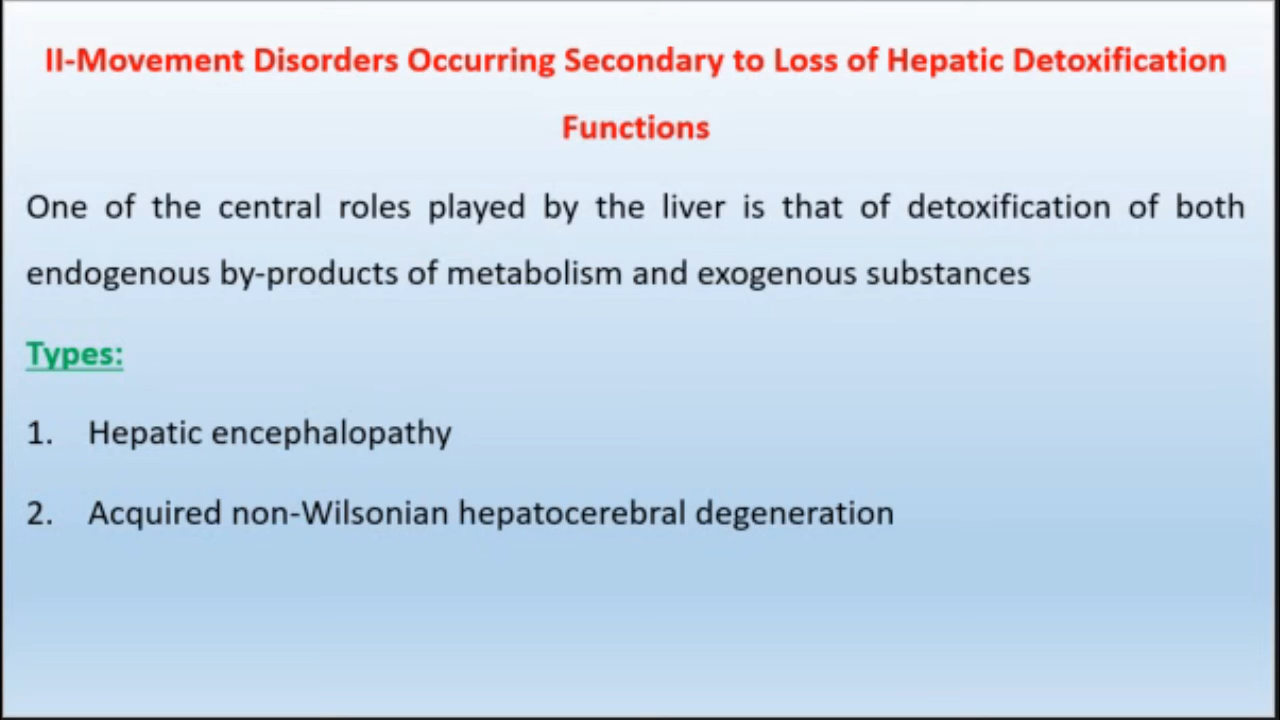 II-Movement Disorders Occurring Secondary to Loss of Hepatic Detoxification
Functions
One of the central roles played by the liver is that of detoxification of both
endogenous by-products of metabolism and exogenous substances
Types:
1. Hepatic encephalopathy
2. Acquired non-Wilsonian hepatocerebral degeneration